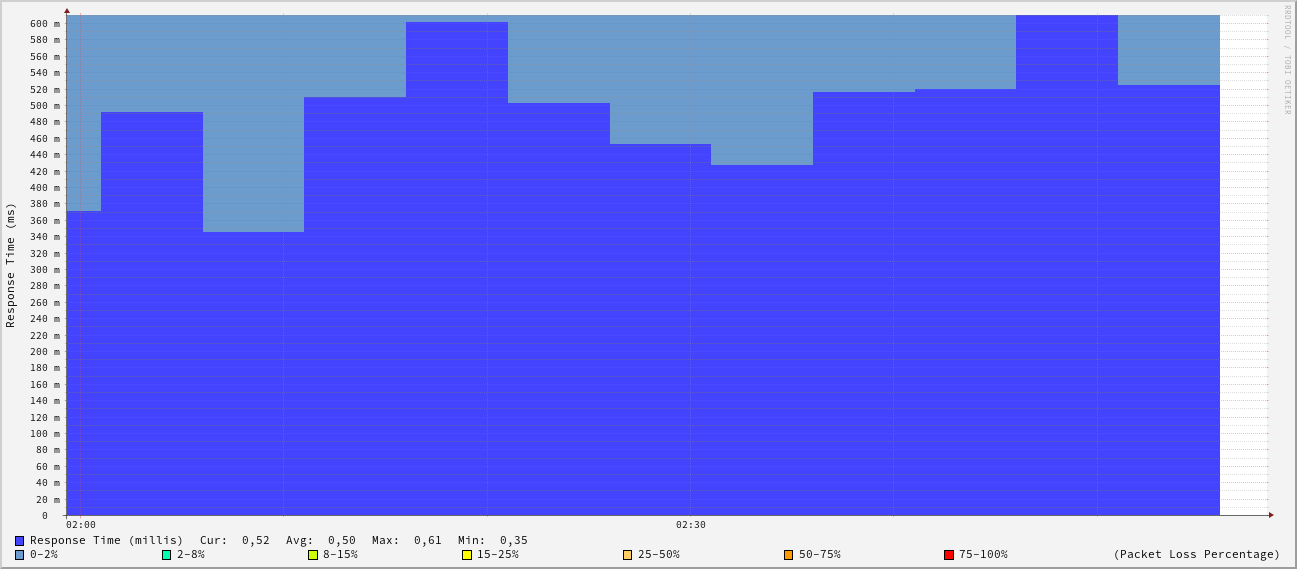 RRDTOOL / TOBI OETIKER
Response Time (ms)
600 m
580 m
560 m
540 m
520 m
500 m
480 m
460 m
440 m
420 m
400 m
380 m
360 m
340 m
320 m
300 m
280 m
260 m
240 m
220 m
200 m
180 m
160 m
140 m
120 m
100 m
80 m
60 m
40 m
20 m
0
02:00 02:30
Response Time (millis) Cur: 0,52 Avg: 0,50 Max: 0,61 Min: 0,35
0-2% 2-8% 8-15% 15-25% 25-50% 50-75% 75-100% (Packet Loss Percentage)